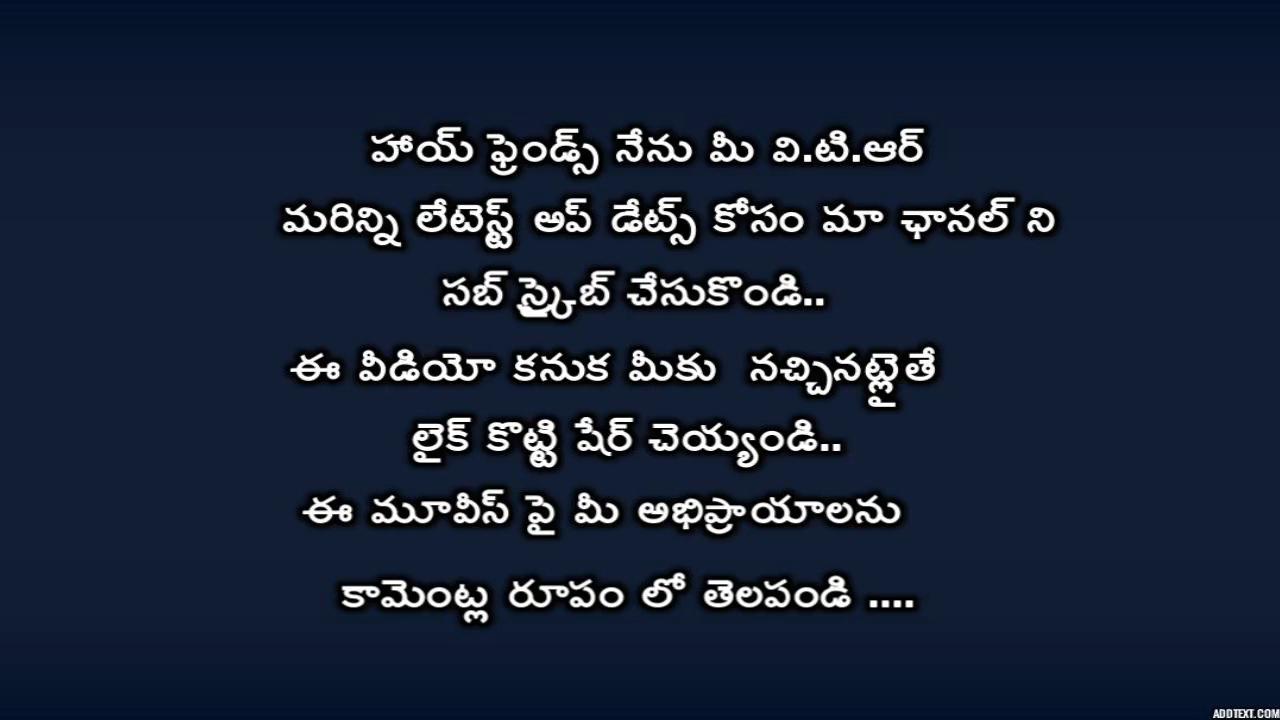 హాయ్ ఫ్రెండ్స్ నేను మీ వి.టి.ఆర్
మరిన్ని లేటెస్ట్ అప్ డేట్స్ కోసం మా ఛానల్ ని
సబ్ స్క్రైబ్ చేసుకొండి..
ఈ వీడియో కనుక మీకు నచ్చినట్లైతే
లైక్ కొట్టి షేర్ చెయ్యండి..
ఈ మూవీస్ పై మీ అభిప్రాయాలను
కామెంట్ల రూపం లో తెలపండి ....
ADDTEXT.COM